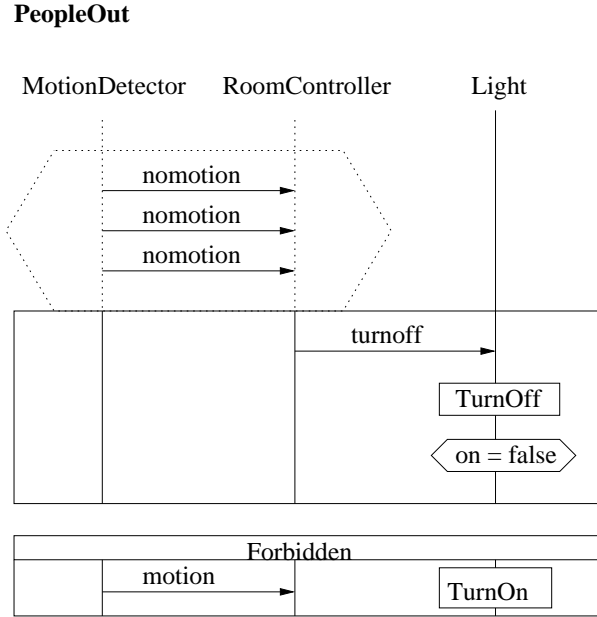 PeopleOut
MotionDetector RoomController Light
nomotion
nomotion
nomotion
turnoff
TurnOff
on = false
Forbidden
motion
TurnOn